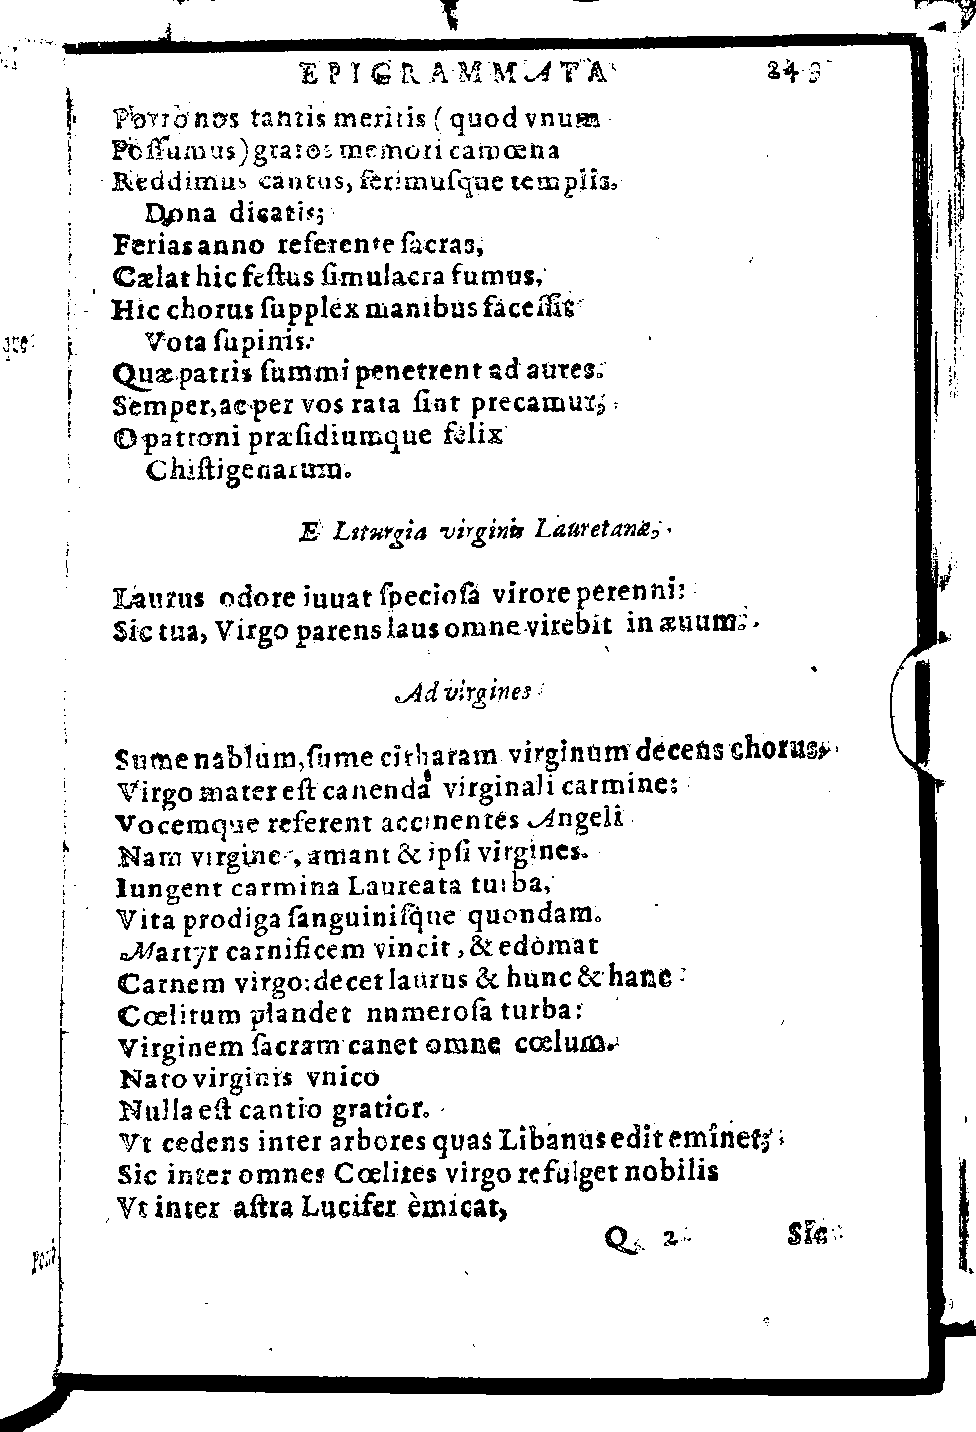 EPIGRAMMATA 243
Porrò nos tantis meritis ( quod vnum
Possumus) gratos memori camœna
Reddimus cantus, ferimuſque templis.
Dona dicatis;
Ferias anno referente ſacras,
Cælat hic feſtus ſimulacra fumus,
Hic chorus ſupplex manibus faceſſit
Vota ſupinis.
Quæ patris ſummi penetrent ad aures.
Semper, ac per vos rata ſint precamur;
O patroni præſidiumque felix
Chiſtigenarum.
E Liturgia virginis Lauretanæ,
Laurus odore iuuat ſpecioſa virore perenni:
Sic tua, Virgo parens laus omne virebit in æuum.
Ad virgines
Sume nablum, ſume citharam virginum decens chorus,
Virgo mater eſt canenda virginali carmine:
Vocemque referent accinentes Angeli
Nam virgines, amant & ipſi virgines.
Iungent carmina Laureata turba,
Vita prodiga ſanguiniſque quondam.
Martyr carnificem vincit, & edomat
Carnem virgo: decet laurus & hunc & hanc
Cœlitum plaudet numeroſa turba:
Virginem ſacram canet omne cœlum.
Nato virginis vnico
Nulla eſt cantio gratior.
Vt cedens inter arbores quas Libanus edit eminet;
Sic inter omnes Cœlites virgo refulget nobilis
Vt inter aſtra Lucifer èmicat,
Q 2 Sic